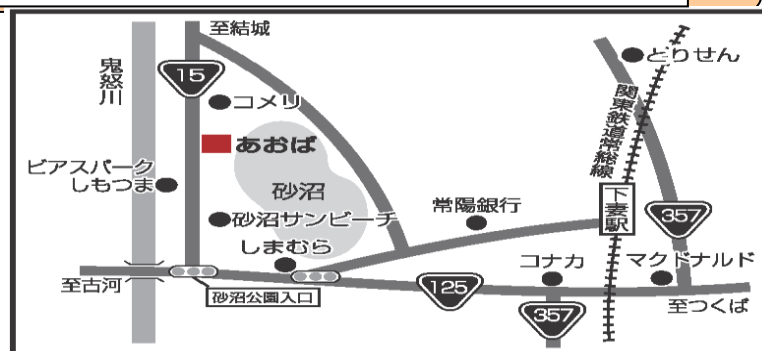 至結城
鬼怒川
15
コメリ
とりせん
関東鉄道常総線
あおば
ビアスパーク
しもつま
砂沼
砂沼サンビーチ
常陽銀行
下妻駅
357
しまむら
コナカ
マクドナルド
至古河
砂沼公園入口
125
至つくば
357